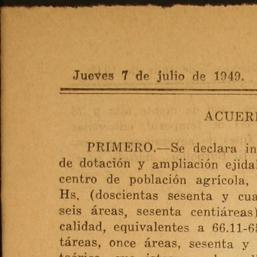 Jueves 7 de julio de 1949.
ACUER
PRIMERO.—Se declara in
de dotación y ampliación ejidal
centro de población agrícola,
Hs. (doscientas sesenta y cua
seis áreas, sesenta centiáreas)
calidad, equivalentes a 66.11-6
táreas, once áreas, sesenta y